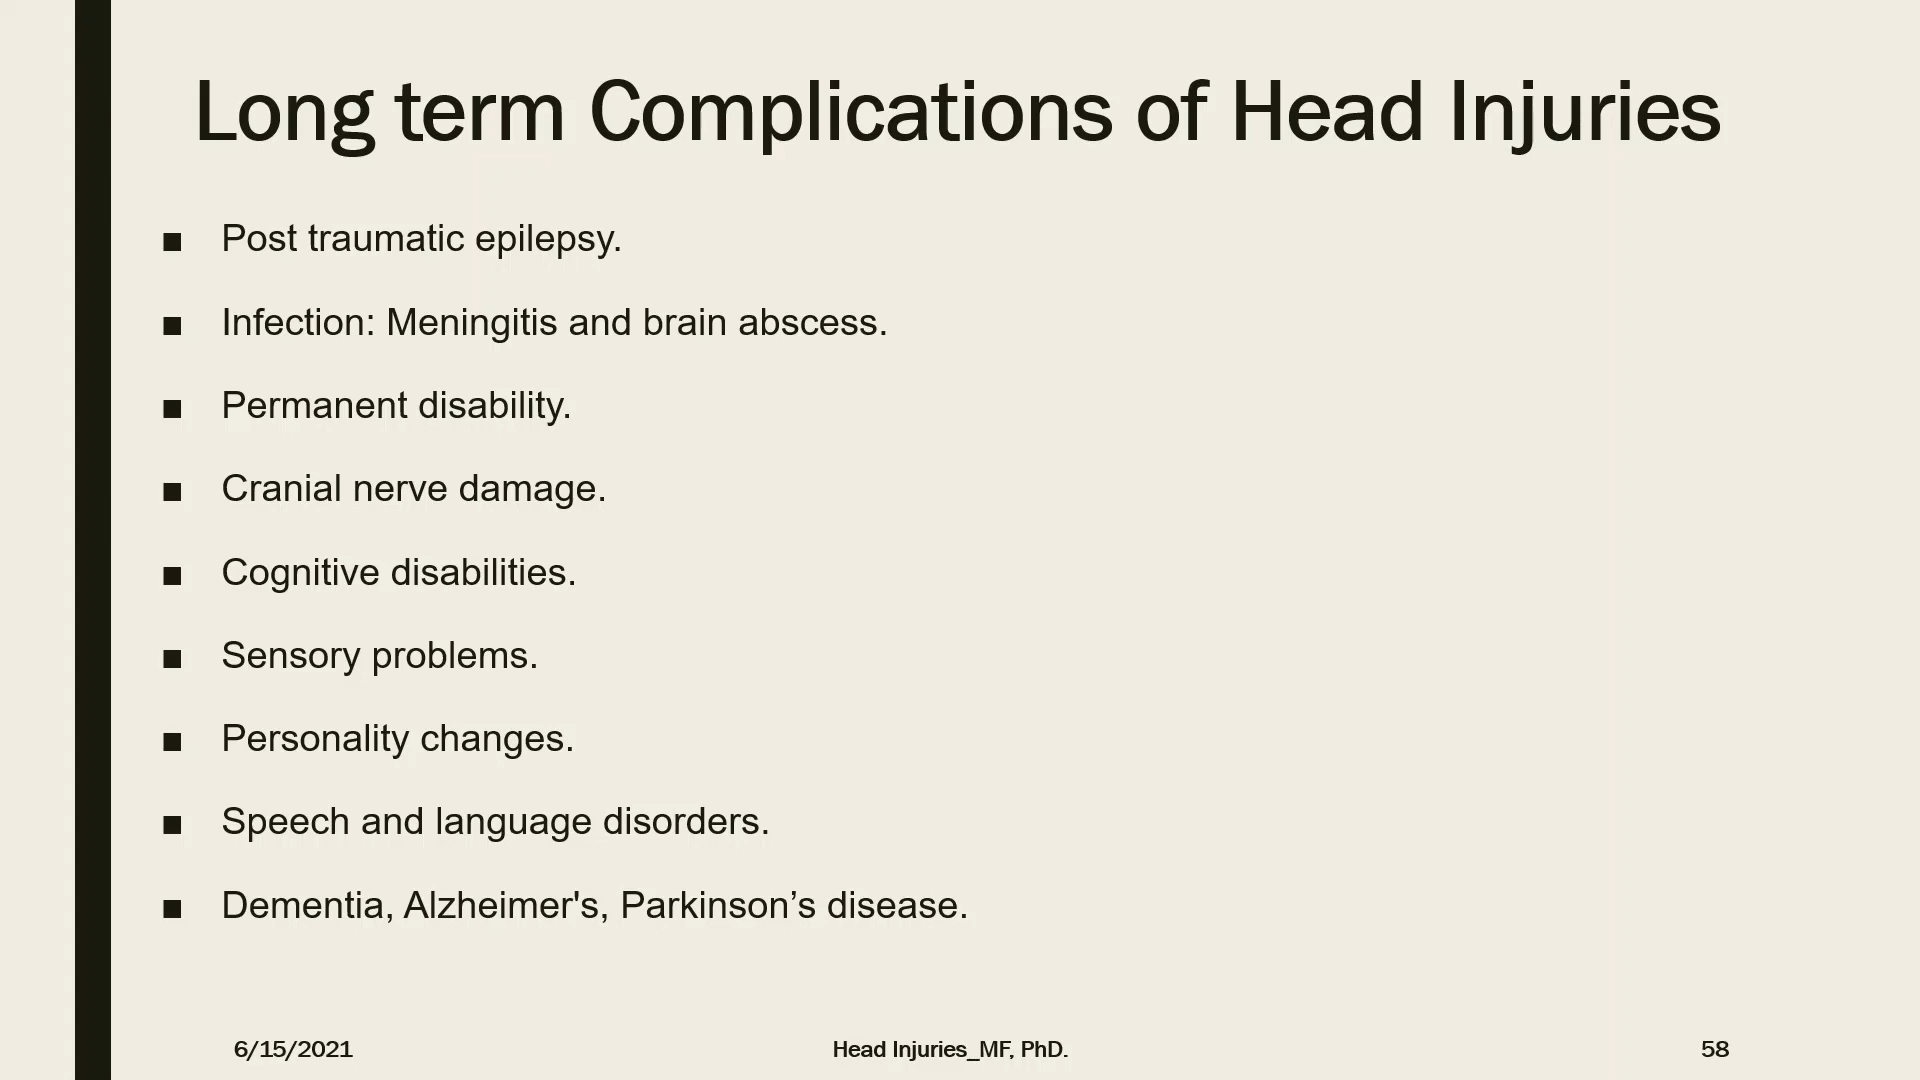 Long term Complications of Head Injuries
■ Post traumatic epilepsy.
■ Infection: Meningitis and brain abscess.
■ Permanent disability.
■ Cranial nerve damage.
■ Cognitive disabilities.
■ Sensory problems.
■ Personality changes.
■ Speech and language disorders.
■ Dementia, Alzheimer's, Parkinson’s disease.
6/15/2021 Head Injuries_MF, PhD. 58